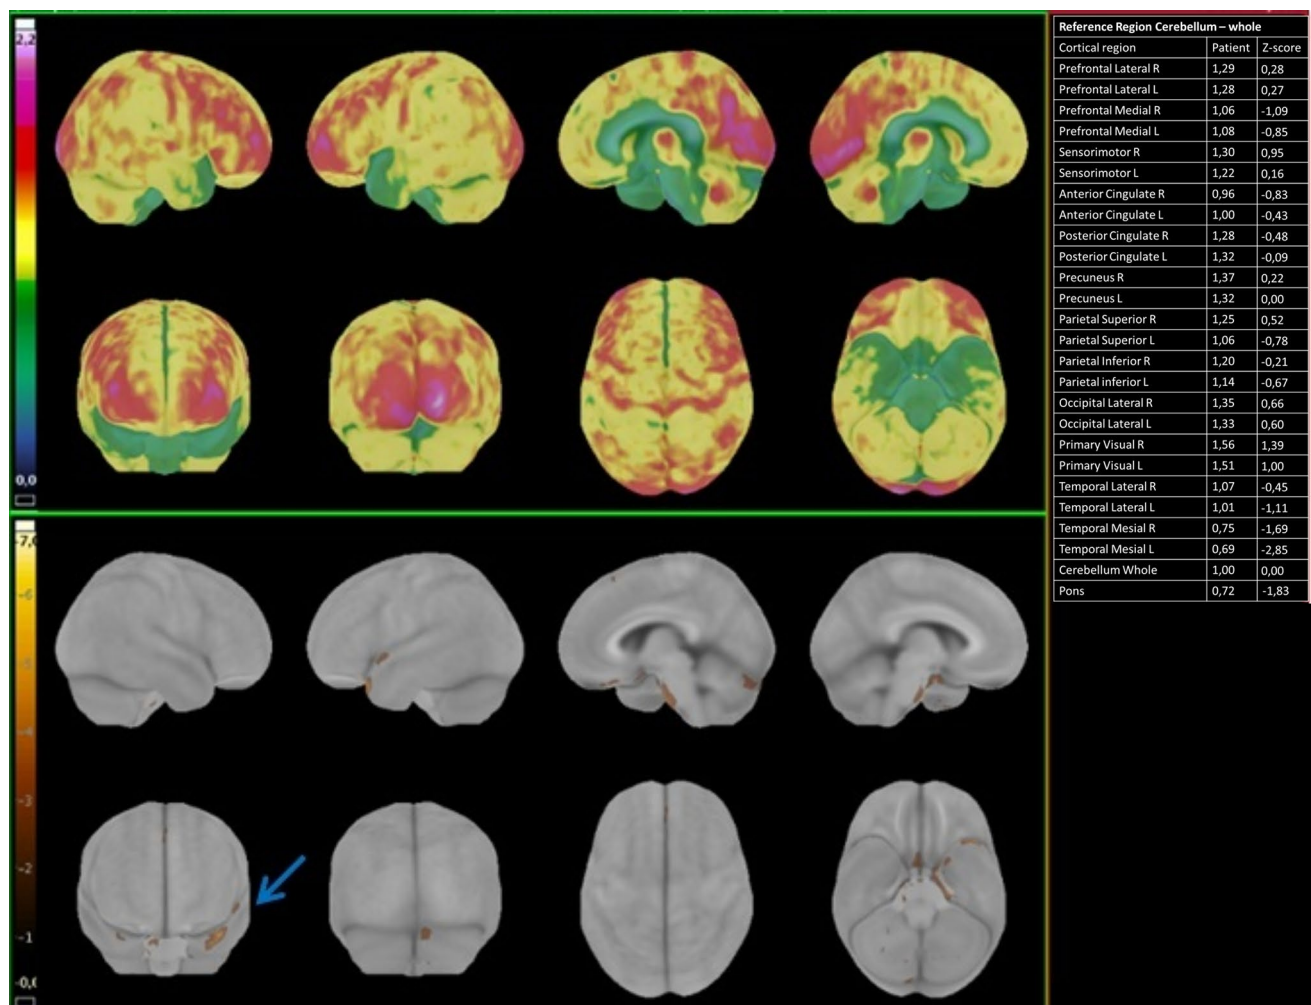 2,2
0,0
Reference Region Cerebellum – whole
Cortical region Patient Z-score
Prefrontal Lateral R 1,29 0,28
Prefrontal Lateral L 1,28 0,27
Prefrontal Medial R 1,06 -1,09
Prefrontal Medial L 1,08 -0,85
Sensorimotor R 1,30 0,95
Sensorimotor L 1,22 0,16
Anterior Cingulate R 0,96 -0,83
Anterior Cingulate L 1,00 -0,43
Posterior Cingulate R 1,28 -0,48
Posterior Cingulate L 1,32 -0,09
Precuneus R 1,37 0,22
Precuneus L 1,32 0,00
Parietal Superior R 1,25 0,52
Parietal Superior L 1,06 -0,78
Parietal Inferior R 1,20 -0,21
Parietal inferior L 1,14 -0,67
Occipital Lateral R 1,35 0,66
Occipital Lateral L 1,33 0,60
Primary Visual R 1,56 1,39
Primary Visual L 1,51 1,00
Temporal Lateral R 1,07 -0,45
Temporal Lateral L 1,01 -1,11
Temporal Mesial R 0,75 -1,69
Temporal Mesial L 0,69 -2,85
Cerebellum Whole 1,00 0,00
Pons 0,72 -1,83
-7,0
-6
-5
-4
-3
-2
-1
-0,0